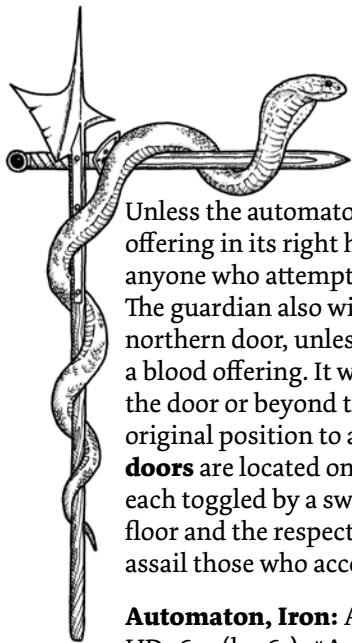 Unless the automato
offering in its right h
anyone who attempt
The guardian also wi
northern door, unles
a blood offering. It w
the door or beyond t
original position to a
doors are located on
each toggled by a sw
floor and the respect
assail those who acce
Automaton, Iron: A